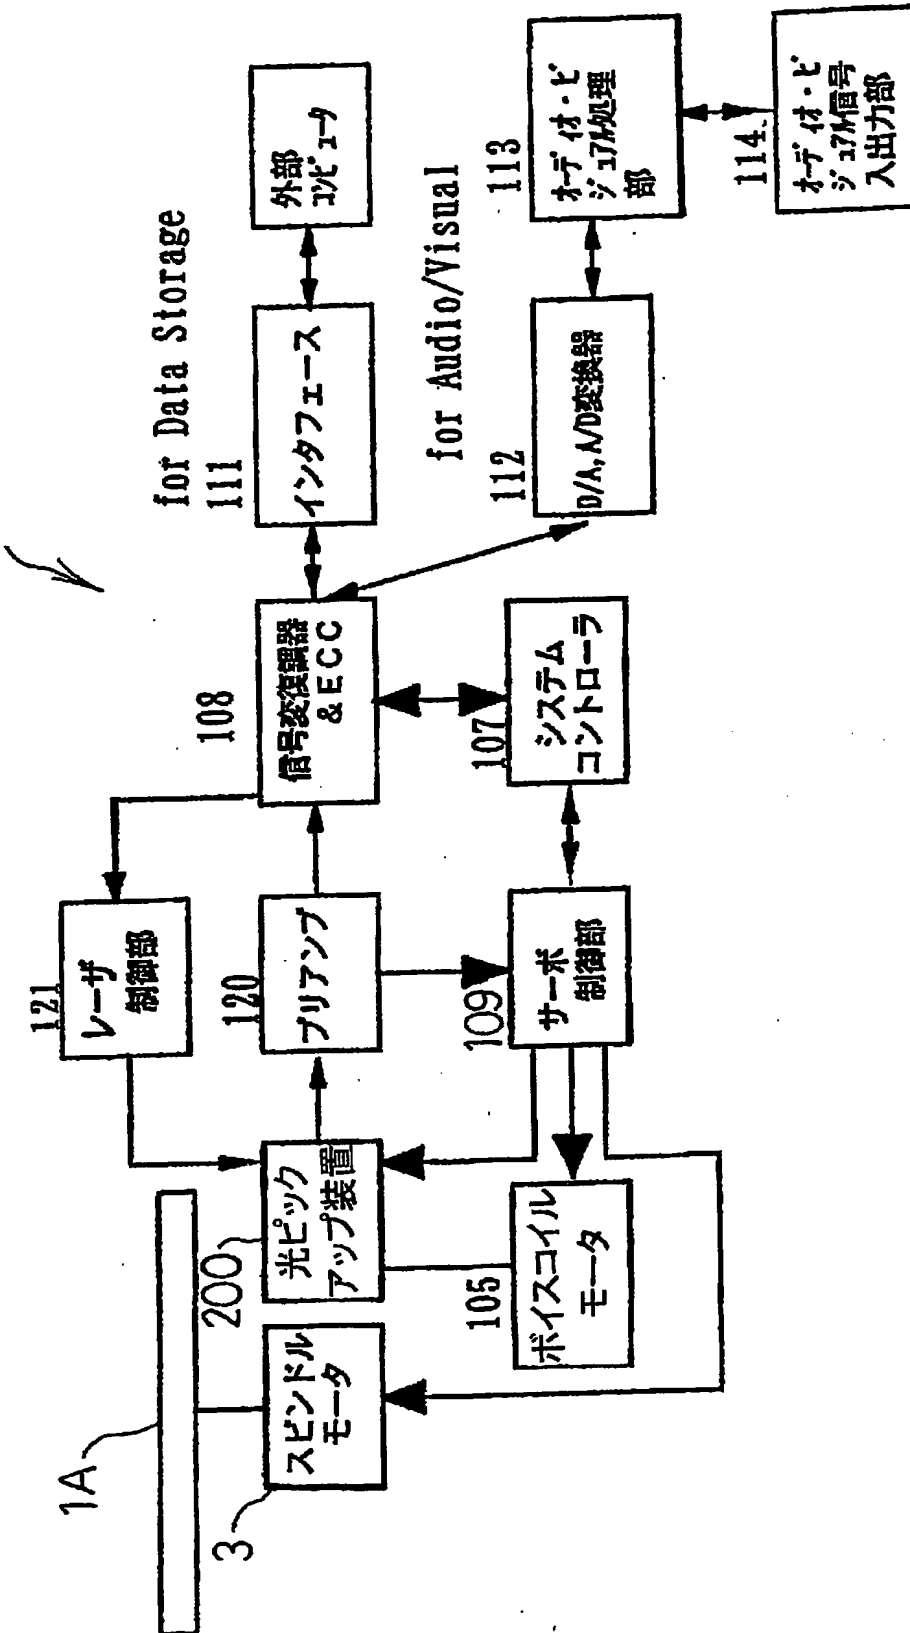 1A
3
スピンドル
モータ
200
光ピック
アップ装置
105
ボイスコイル
モータ
121
レーザ
制御部
120
プリアンプ
109
サーボ
制御部
108
信号変復調器
&ECC
107
システム
コントローラ
for Data Storage
111
インタフェース
外部
コンピュータ
for Audio/Visual
112
D/A,A/D変換器
113
オーディオ・ビ
ジュアル処理
部
114
オーディオ・ビ
ジュアル信号
入出力部